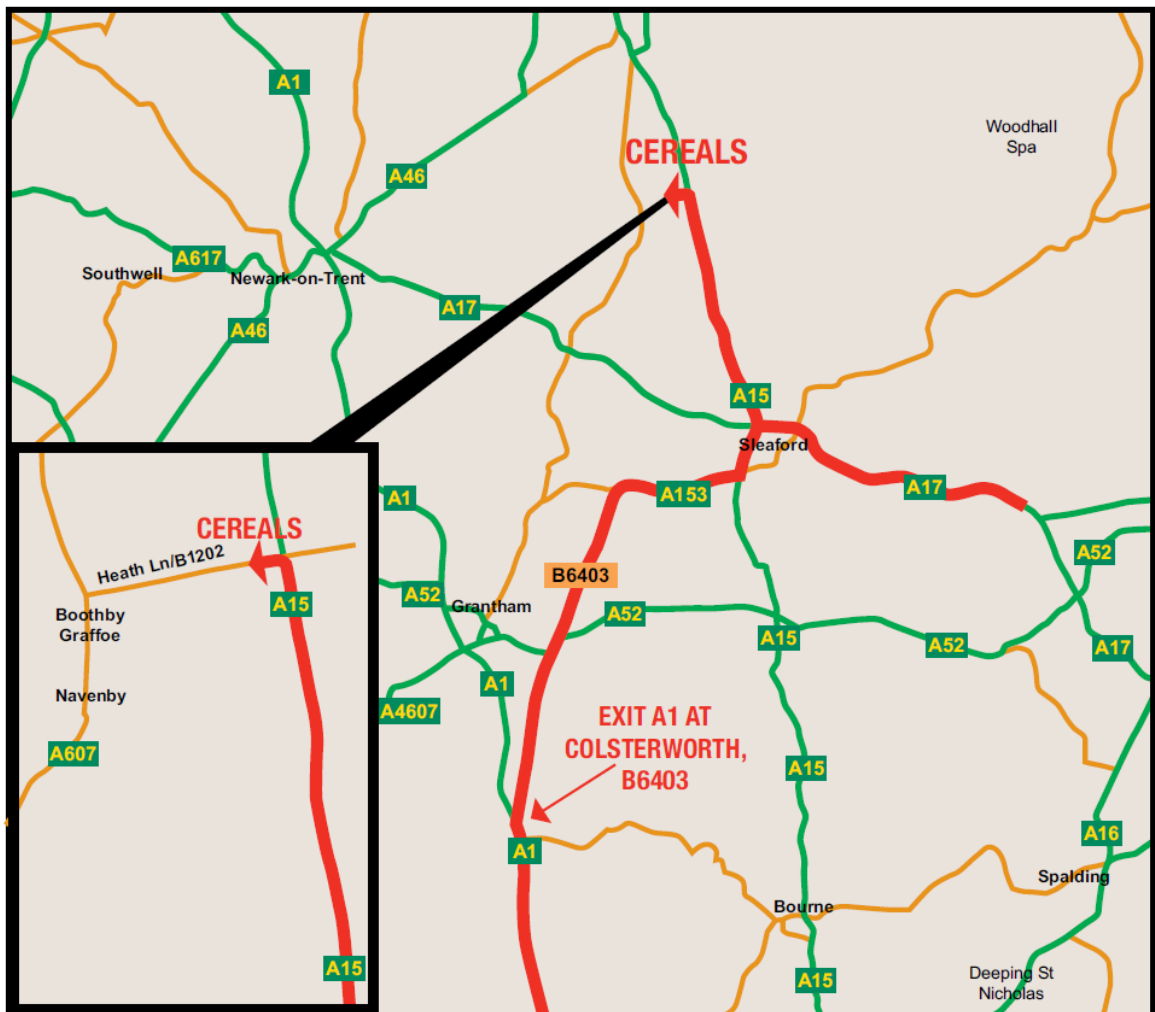 A1
Woodhall
Spa
CEREALS
A46
A617
Southwell
Newark-on-Trent
A17
A46
A15
Sleaford
A153
A17
A1
CEREALS
Heath Ln/B1202
A52
B6403
A52
Grantham
A15
A52
Boothby
Graffoe
A15
A52
A17
Navenby
A1
A4607
EXIT A1 AT
COLSTERWORTH,
B6403
A607
A15
A16
A1
Spalding
Bourne
A15
A15
Deeping St
Nicholas